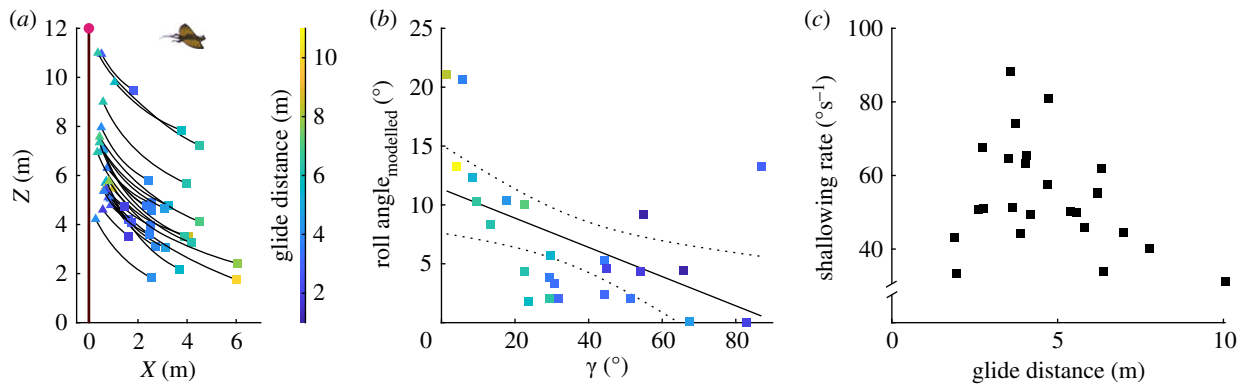 (a)
12
10
8
6
4
2
0
Z (m)
0 2 4 6
X (m)
glide distance (m)
10
8
6
4
2
(b)
25
20
15
10
5
0
roll angle modelled (°)
0 20 40 60 80
γ (°)
(c)
100
80
60
40
shallowing rate (° s⁻¹)
0 5 10
glide distance (m)